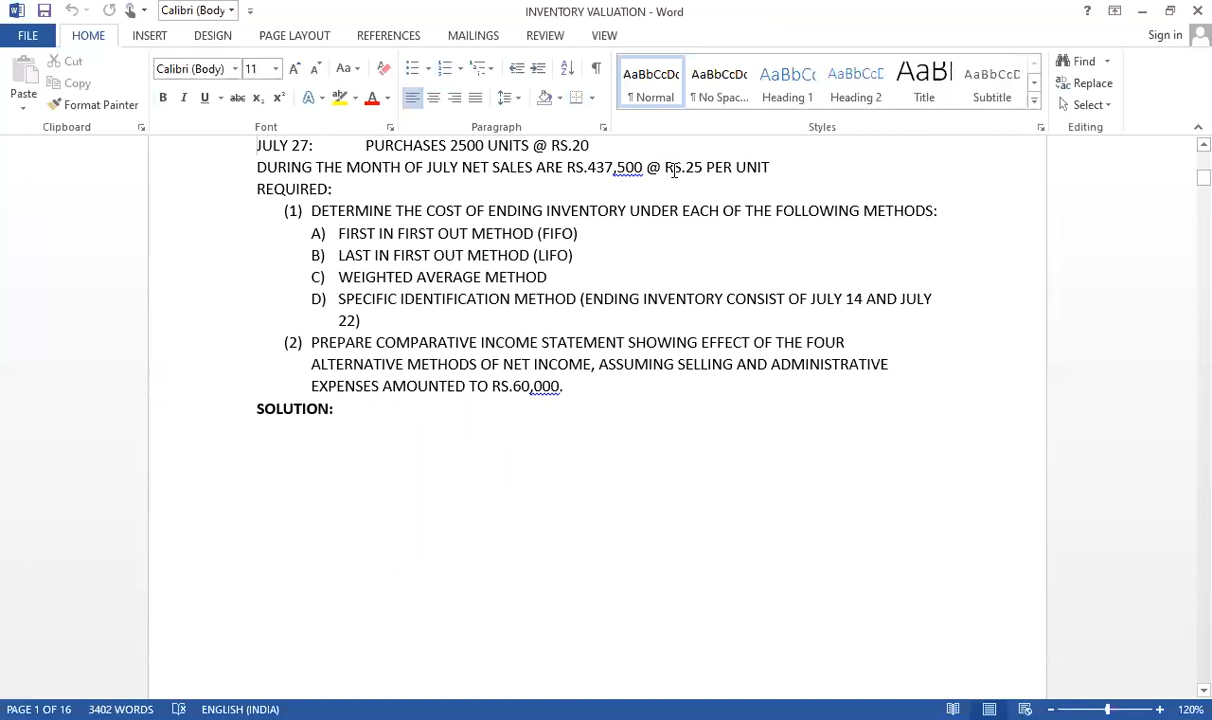 Calibri (Body
INVENTORY VALUATION - Word
FILE HOME INSERT DESIGN PAGE LAYOUT REFERENCES MAILINGS REVIEW VIEW Sign in
Cut
Copy
Format Painter
Paste
Clipboard
Calibri (Body) 11
Font
Paragraph
AaBbCcDc AaBbCcDc AaBbCc AaBbCcD AaBl AaBbCcD
¶ Normal ¶ No Spac... Heading 1 Heading 2 Title Subtitle
Styles
Find
Replace
Select
Editing
JULY 27: PURCHASES 2500 UNITS @ RS.20
DURING THE MONTH OF JULY NET SALES ARE RS.437,500 @ RS.25 PER UNIT
REQUIRED:
(1) DETERMINE THE COST OF ENDING INVENTORY UNDER EACH OF THE FOLLOWING METHODS:
A) FIRST IN FIRST OUT METHOD (FIFO)
B) LAST IN FIRST OUT METHOD (LIFO)
C) WEIGHTED AVERAGE METHOD
D) SPECIFIC IDENTIFICATION METHOD (ENDING INVENTORY CONSIST OF JULY 14 AND JULY
22)
(2) PREPARE COMPARATIVE INCOME STATEMENT SHOWING EFFECT OF THE FOUR
ALTERNATIVE METHODS OF NET INCOME, ASSUMING SELLING AND ADMINISTRATIVE
EXPENSES AMOUNTED TO RS.60,000.
SOLUTION:
PAGE 1 OF 16 3402 WORDS ENGLISH (INDIA) 120%